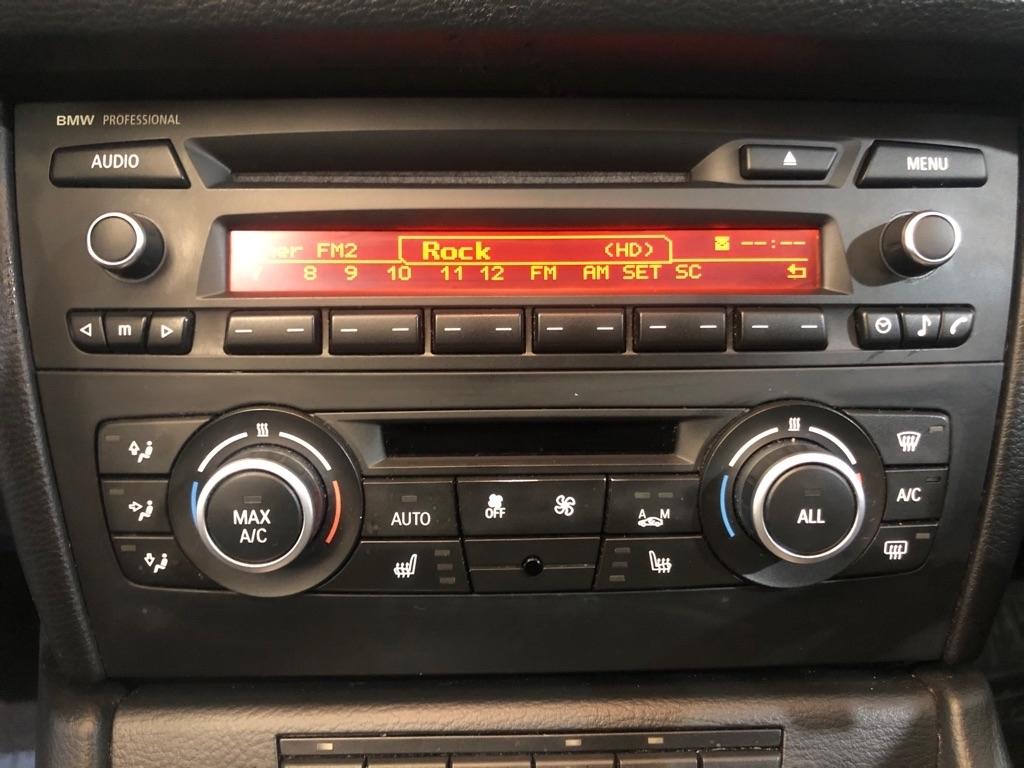 BMW PROFESSIONAL
AUDIO
MENU
FM2 Rock (HD) --:--
8 9 10 11 12 FM AM SET SC
m
MAX
A/C
AUTO
OFF
A M
ALL
A/C